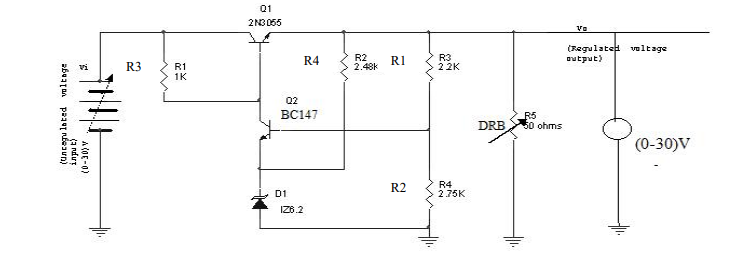 Q1
2N3055
Vo
(Regulated voltage
output)
Vi
(Unregulated voltage
input)
(0-30)V
R3
R1
1K
R4
R2
2.48k
R1
R3
2.2K
Q2
BC147
DRB
R5
50 ohms
(0-30)V
D1
IZ6.2
R2
R4
2.75K